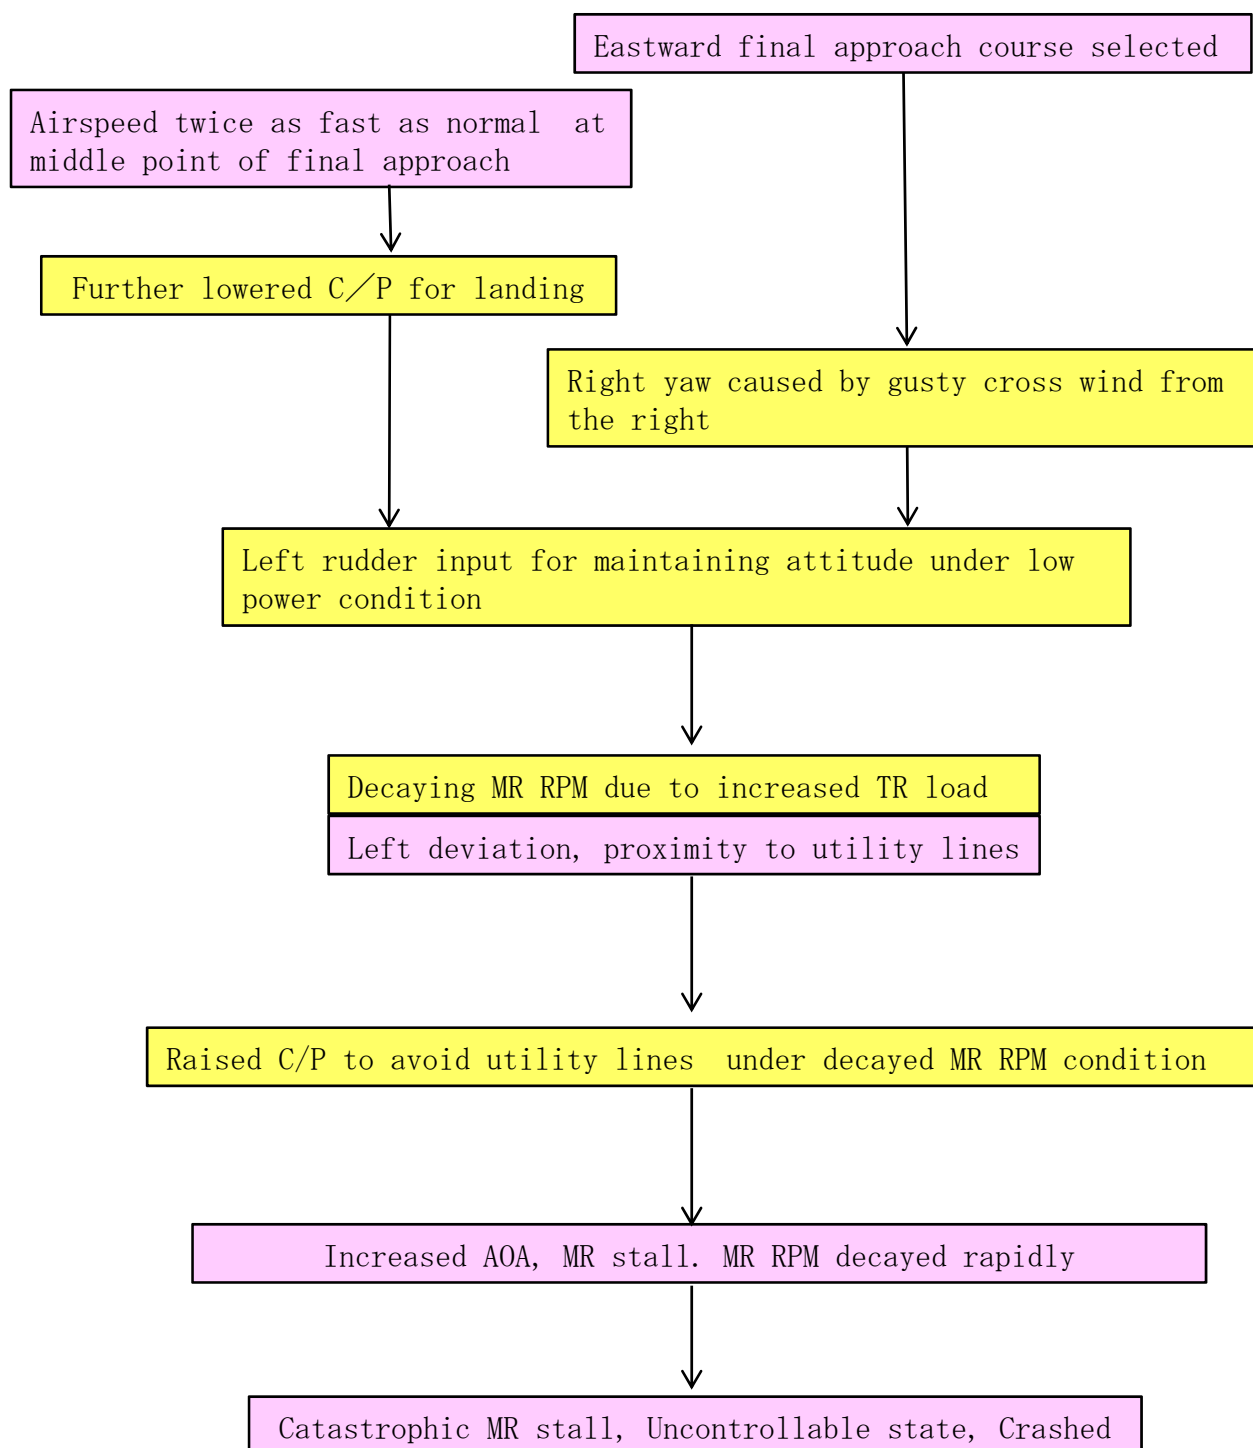 Eastward final approach course selected
Airspeed twice as fast as normal  at
middle point of final approach
Further lowered C／P for landing
Right yaw caused by gusty cross wind from
the right
Left rudder input for maintaining attitude under low
power condition
Decaying MR RPM due to increased TR load
Left deviation, proximity to utility lines
Raised C/P to avoid utility lines  under decayed MR RPM condition
Increased AOA, MR stall. MR RPM decayed rapidly
Catastrophic MR stall, Uncontrollable state, Crashed